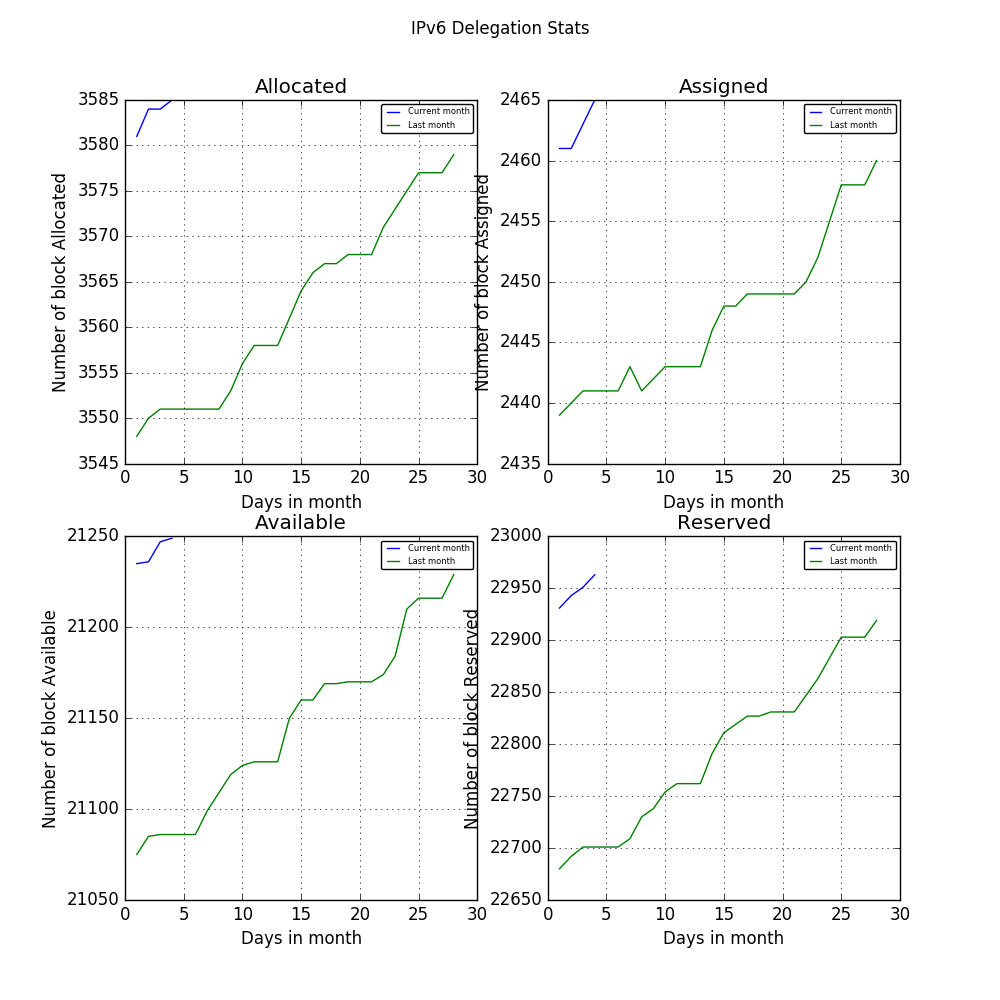 IPv6 Delegation Stats
Allocated
Number of block Allocated
3585
3580
3575
3570
3565
3560
3555
3550
3545
Current month
Last month
0 5 10 15 20 25 30
Days in month
Assigned
Number of block Assigned
2465
2460
2455
2450
2445
2440
2435
Current month
Last month
0 5 10 15 20 25 30
Days in month
Available
Number of block Available
21250
21200
21150
21100
21050
Current month
Last month
0 5 10 15 20 25 30
Days in month
Reserved
Number of block Reserved
23000
22950
22900
22850
22800
22750
22700
22650
Current month
Last month
0 5 10 15 20 25 30
Days in month